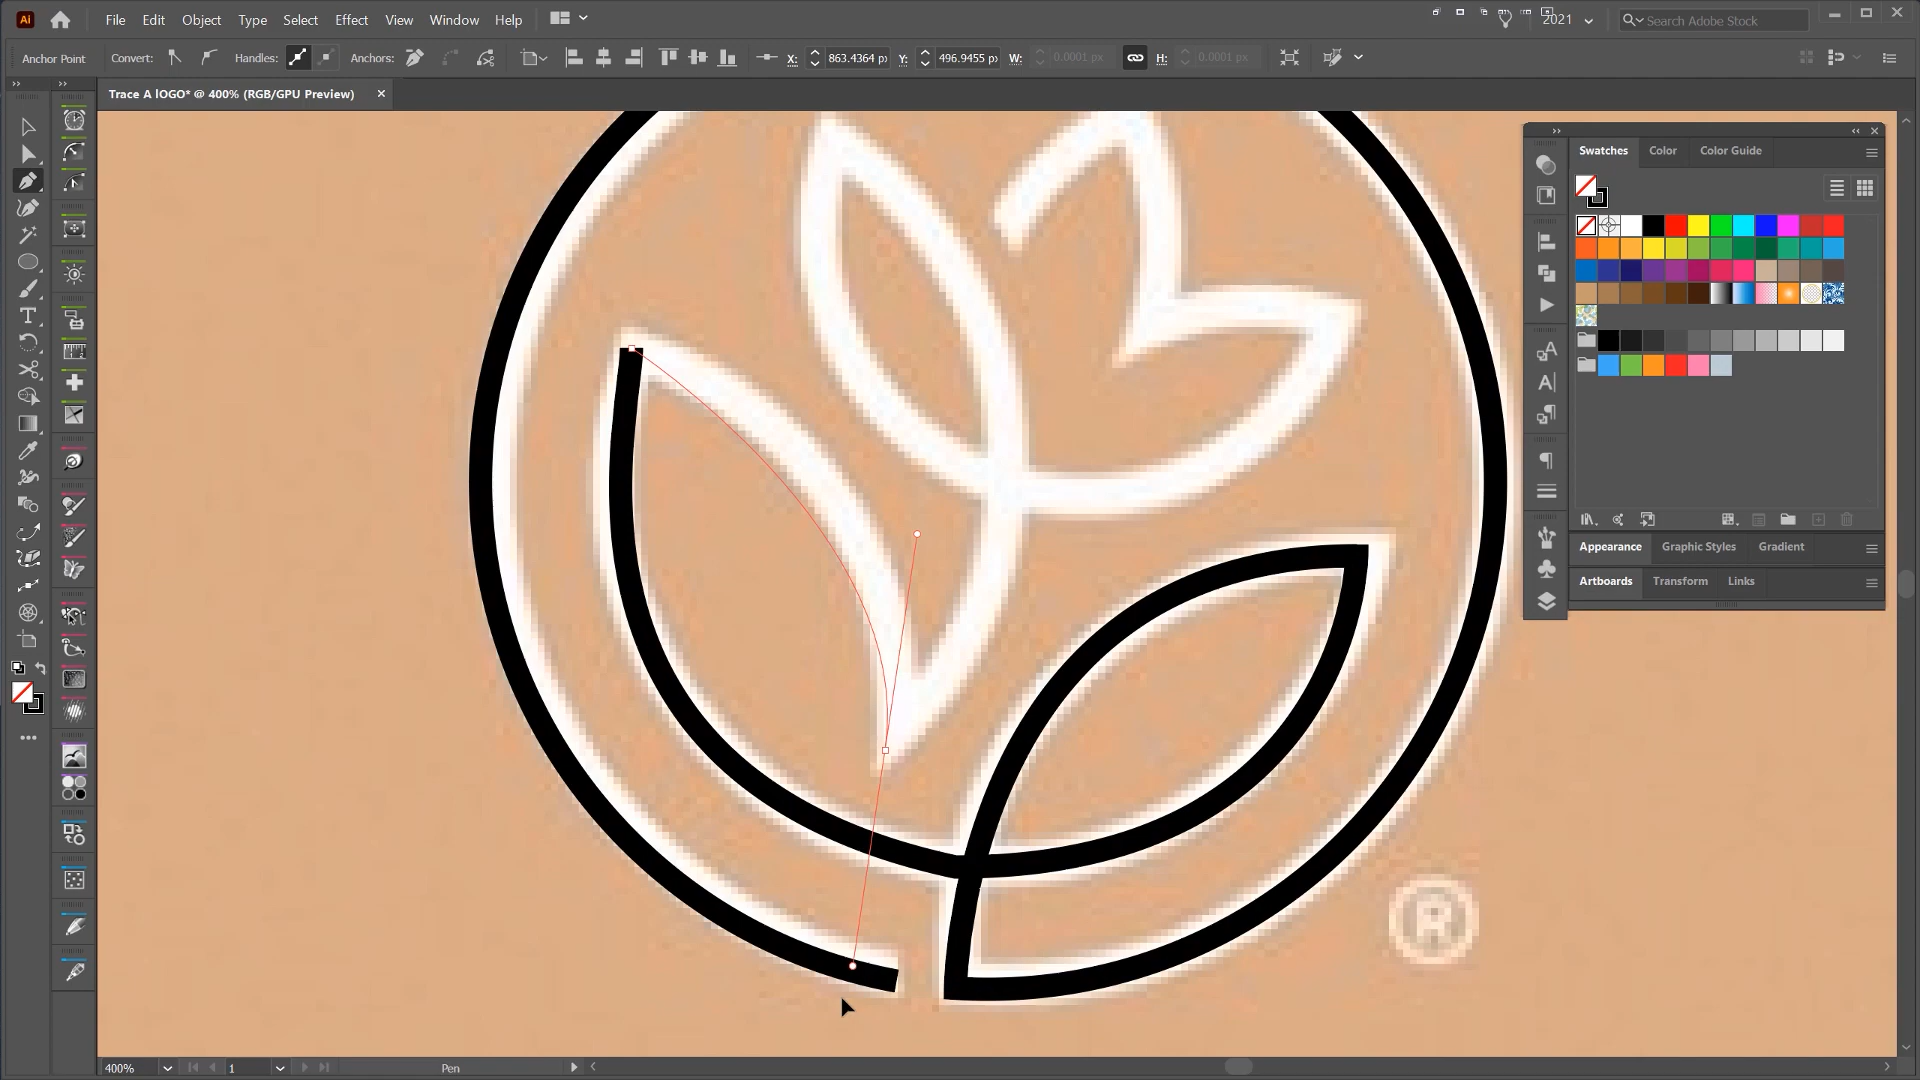 Ai File Edit Object Type Select Effect View Window Help 2021 Search Adobe Stock
Anchor Point Convert: Handles: Anchors: X: 863.4364 p Y: 496.9455 p W: 0.0001 px H: 0.0001 px
Trace A lOGO* @ 400% (RGB/GPU Preview) ×
Swatches Color Color Guide
Appearance Graphic Styles Gradient
Artboards Transform Links
®
400% 1 Pen